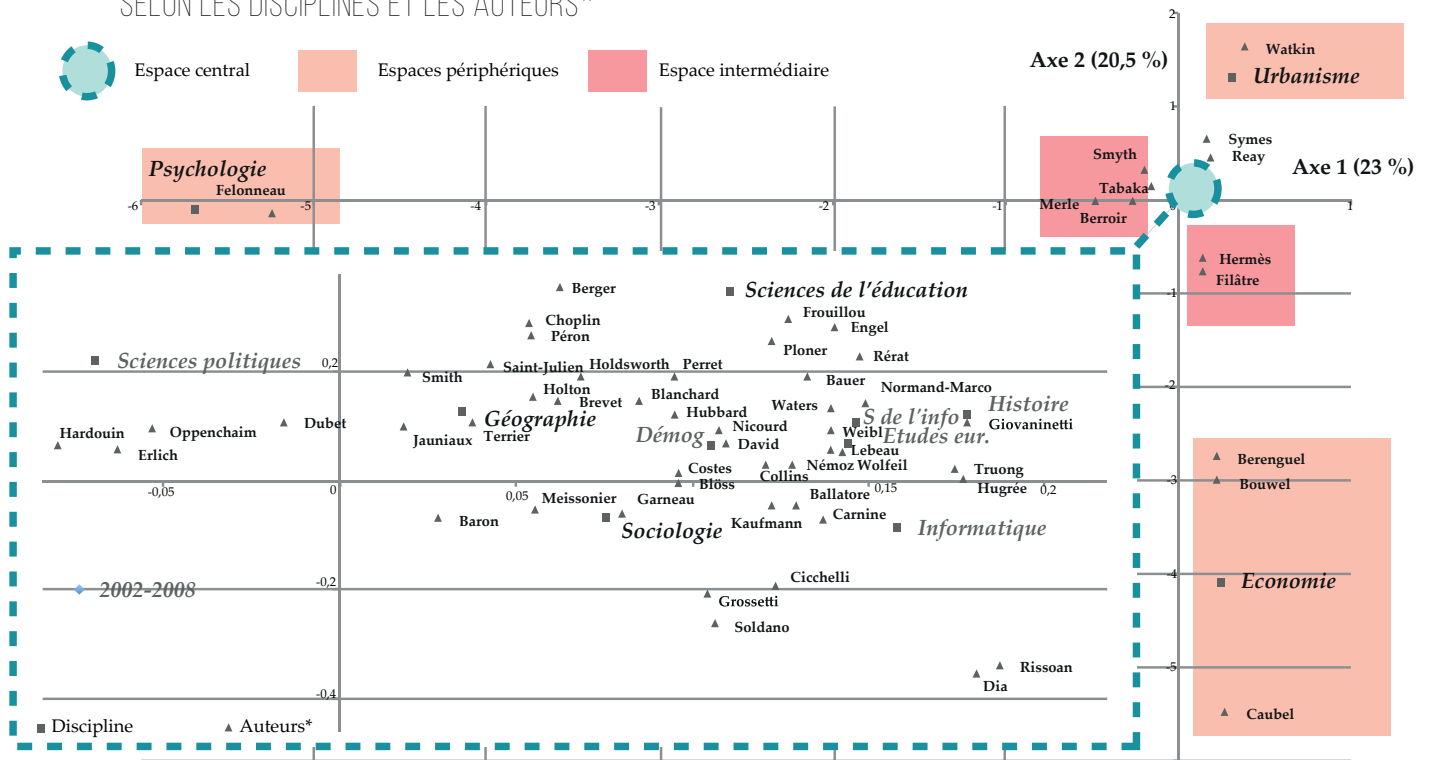 SELON LES DISCIPLINES ET LES AUTEURS*
Espace central
Espaces périphériques
Espace intermédiaire
Axe 2 (20,5 %)
2
Watkin
Urbanisme
1
Symes
Reay
Axe 1 (23 %)
Psychologie
Felonneau
Smyth
Tabaka
Merle
Berroir
-6
-5
-4
-3
-2
-1
1
Hermès
Filâtre
-1
-2
-3
-4
-5
Berenguel
Bouwel
Economie
Caubel
Berger
Sciences de l'éducation
Choplin
Péron
Frouillou
Engel
Ploner
Rérat
Sciences politiques
0,2
Smith
Saint-Julien
Holdsworth
Perret
Bauer
Normand-Marco
Holton
Brevet
Blanchard
Waters
Histoire
Géographie
Hubbard
S de l'info
Giovaninetti
Hardouin
Oppenchaim
Dubet
Jauniaux
Terrier
Démog
Nicourd
David
Weibl
Etudes eur.
Erlich
Lebeau
Costes
Blöss
Collins
Némoz
Wolfeil
Truong
Hugrée
-0,05
0
0,05
0,15
0,2
Meissonier
Garneau
Ballatore
Baron
Sociologie
Kaufmann
Carnine
Informatique
2002-2008
-0,2
Cicchelli
Grossetti
Soldano
Rissoan
Dia
-0,4
Discipline
Auteurs*